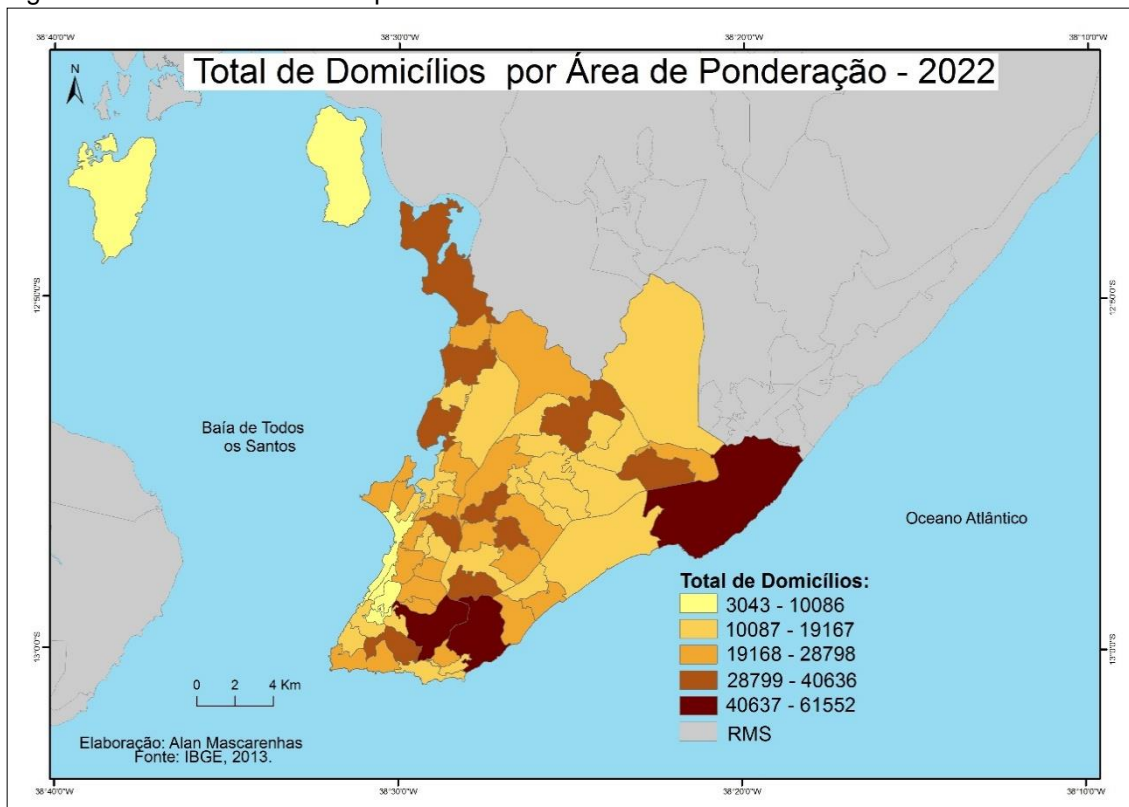 38°40'0"W 38°30'0"W 38°20'0"W 38°10'0"W
N
Total de Domicílios por Área de Ponderação - 2022
12°50'0"S 12°50'0"S
Baía de Todos
os Santos
Oceano Atlântico
Total de Domicílios:
3043 - 10086
10087 - 19167
19168 - 28798
28799 - 40636
40637 - 61552
RMS
13°0'0"S 13°0'0"S
0 2 4 Km
Elaboração: Alan Mascarenhas
Fonte: IBGE, 2013.
38°40'0"W 38°30'0"W 38°20'0"W 38°10'0"W